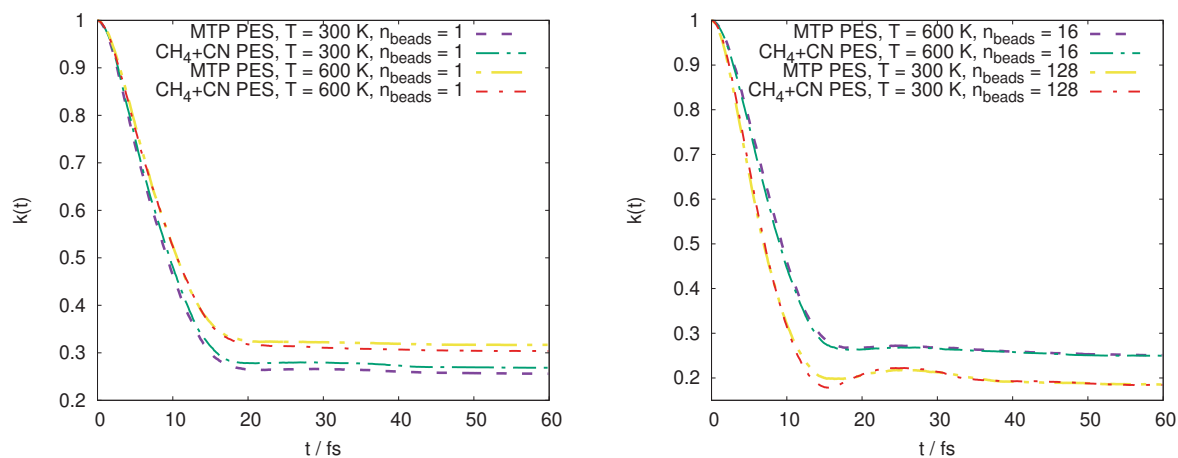 MTP PES, T = 300 K, n_beads = 1
CH₄+CN PES, T = 300 K, n_beads = 1
MTP PES, T = 600 K, n_beads = 1
CH₄+CN PES, T = 600 K, n_beads = 1
1
0.9
0.8
0.7
0.6
0.5
0.4
0.3
0.2
k(t)
0 10 20 30 40 50 60
t / fs
MTP PES, T = 600 K, n_beads = 16
CH₄+CN PES, T = 600 K, n_beads = 16
MTP PES, T = 300 K, n_beads = 128
CH₄+CN PES, T = 300 K, n_beads = 128
1
0.9
0.8
0.7
0.6
0.5
0.4
0.3
0.2
k(t)
0 10 20 30 40 50 60
t / fs